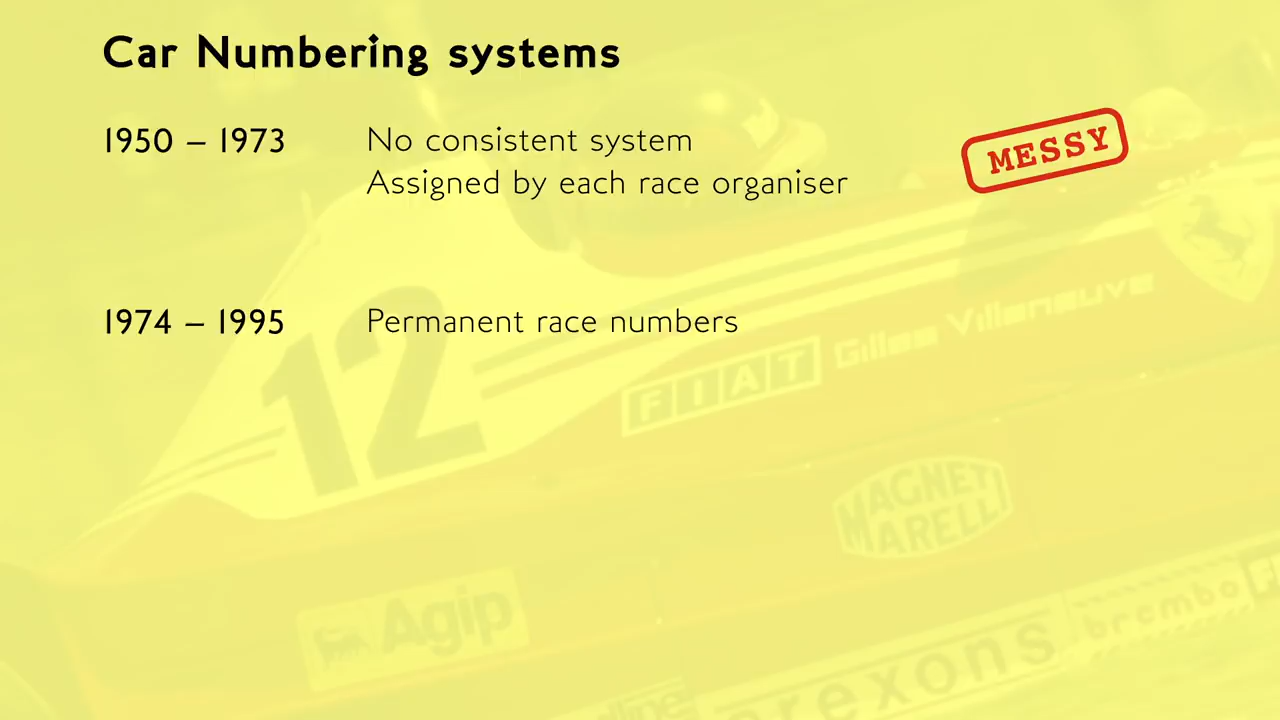 Car Numbering systems
1950 – 1973 No consistent system
Assigned by each race organiser
MESSY
1974 – 1995 Permanent race numbers
12
FIAT Gilles Villeneuve
MAGNETI
MARELLI
Agip
brembo
rexons